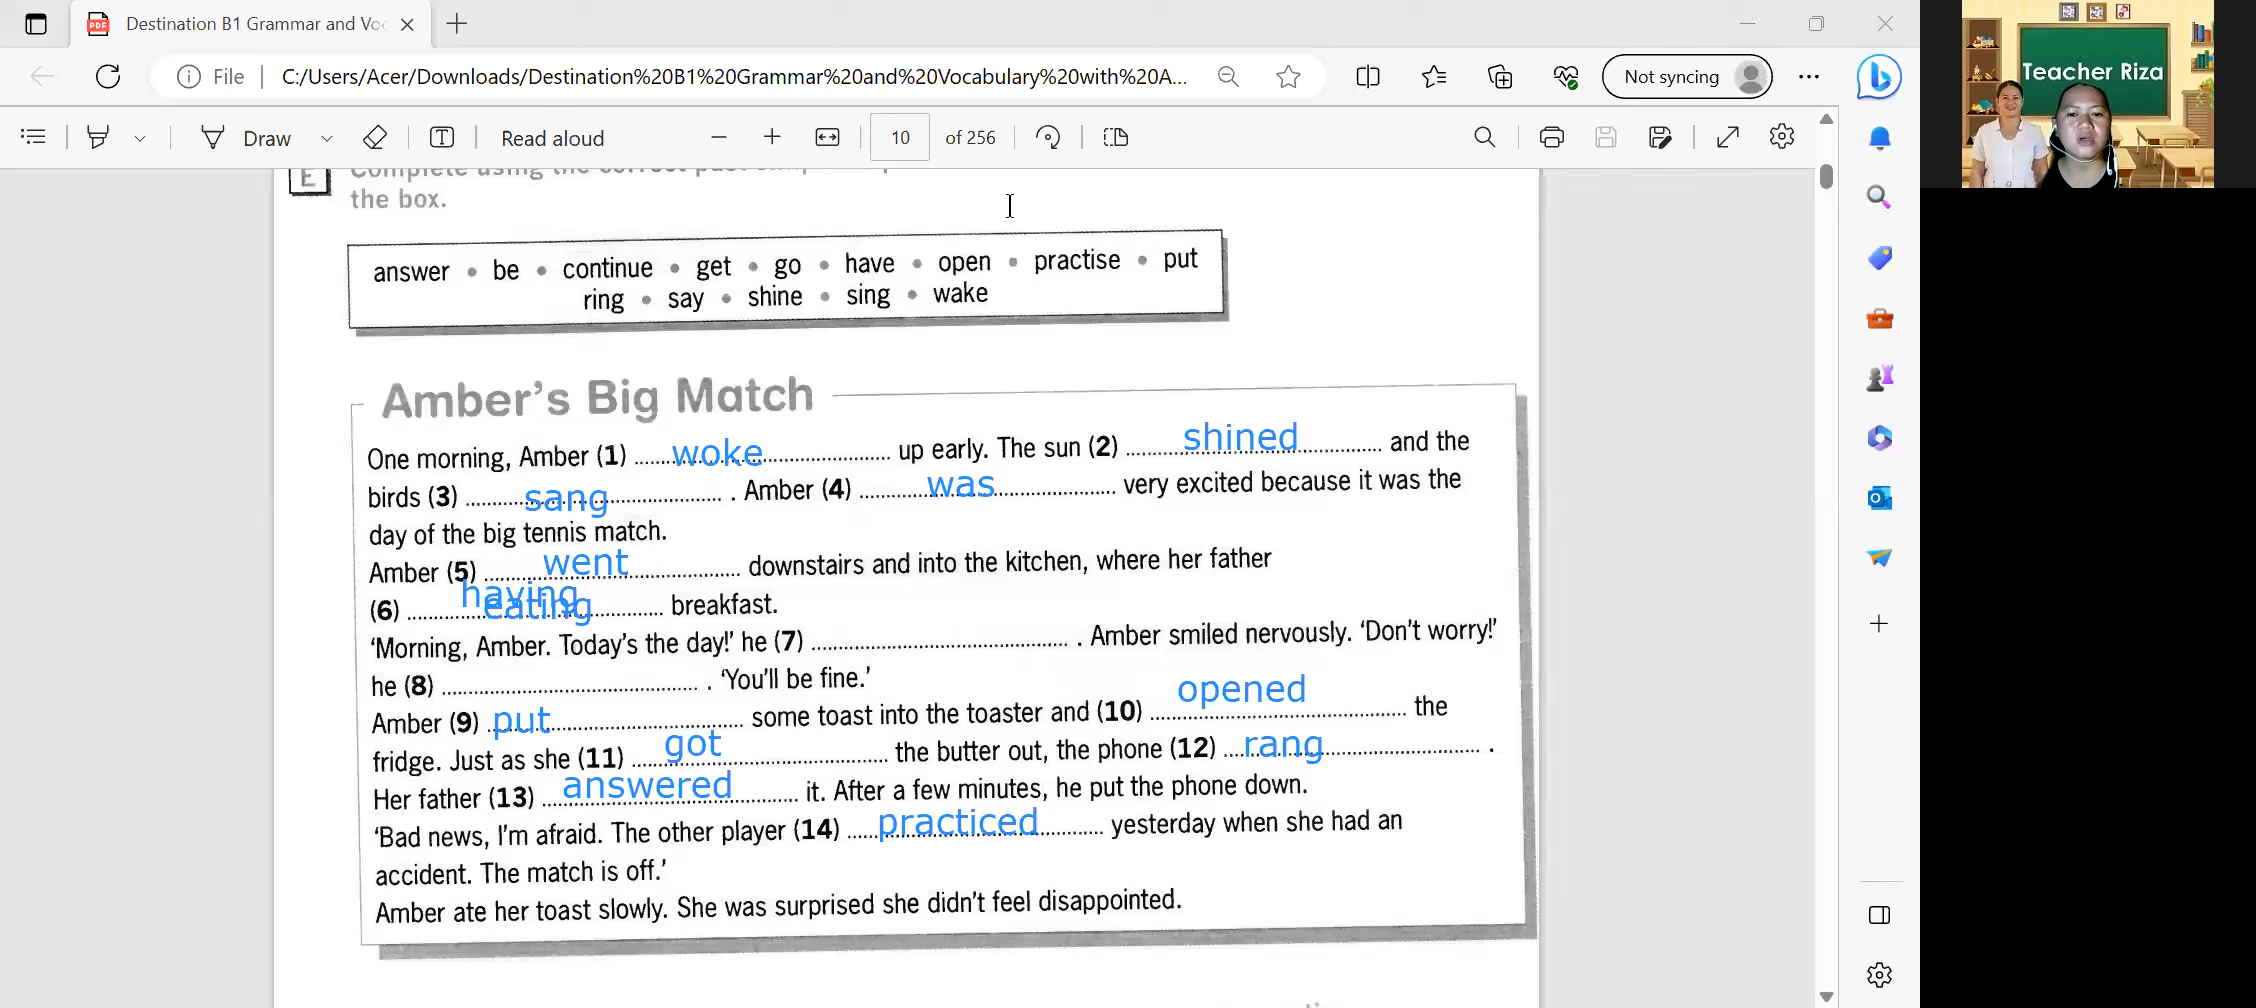 Destination B1 Grammar and Vo
File C:/Users/Acer/Downloads/Destination%20B1%20Grammar%20and%20Vocabulary%20with%20A... Not syncing
Draw Read aloud 10 of 256
Teacher Riza
E Complete using the correct past
the box.
answer • be • continue • get • go • have • open • practise • put
ring • say • shine • sing • wake
Amber's Big Match
One morning, Amber (1) woke up early. The sun (2) shined and the
birds (3) sang . Amber (4) was very excited because it was the
day of the big tennis match.
Amber (5) went downstairs and into the kitchen, where her father
(6) having eating breakfast.
'Morning, Amber. Today's the day!' he (7) . Amber smiled nervously. 'Don't worry!'
he (8) . 'You'll be fine.'
Amber (9) put some toast into the toaster and (10) opened the
fridge. Just as she (11) got the butter out, the phone (12) rang .
Her father (13) answered it. After a few minutes, he put the phone down.
'Bad news, I'm afraid. The other player (14) practiced yesterday when she had an
accident. The match is off.'
Amber ate her toast slowly. She was surprised she didn't feel disappointed.